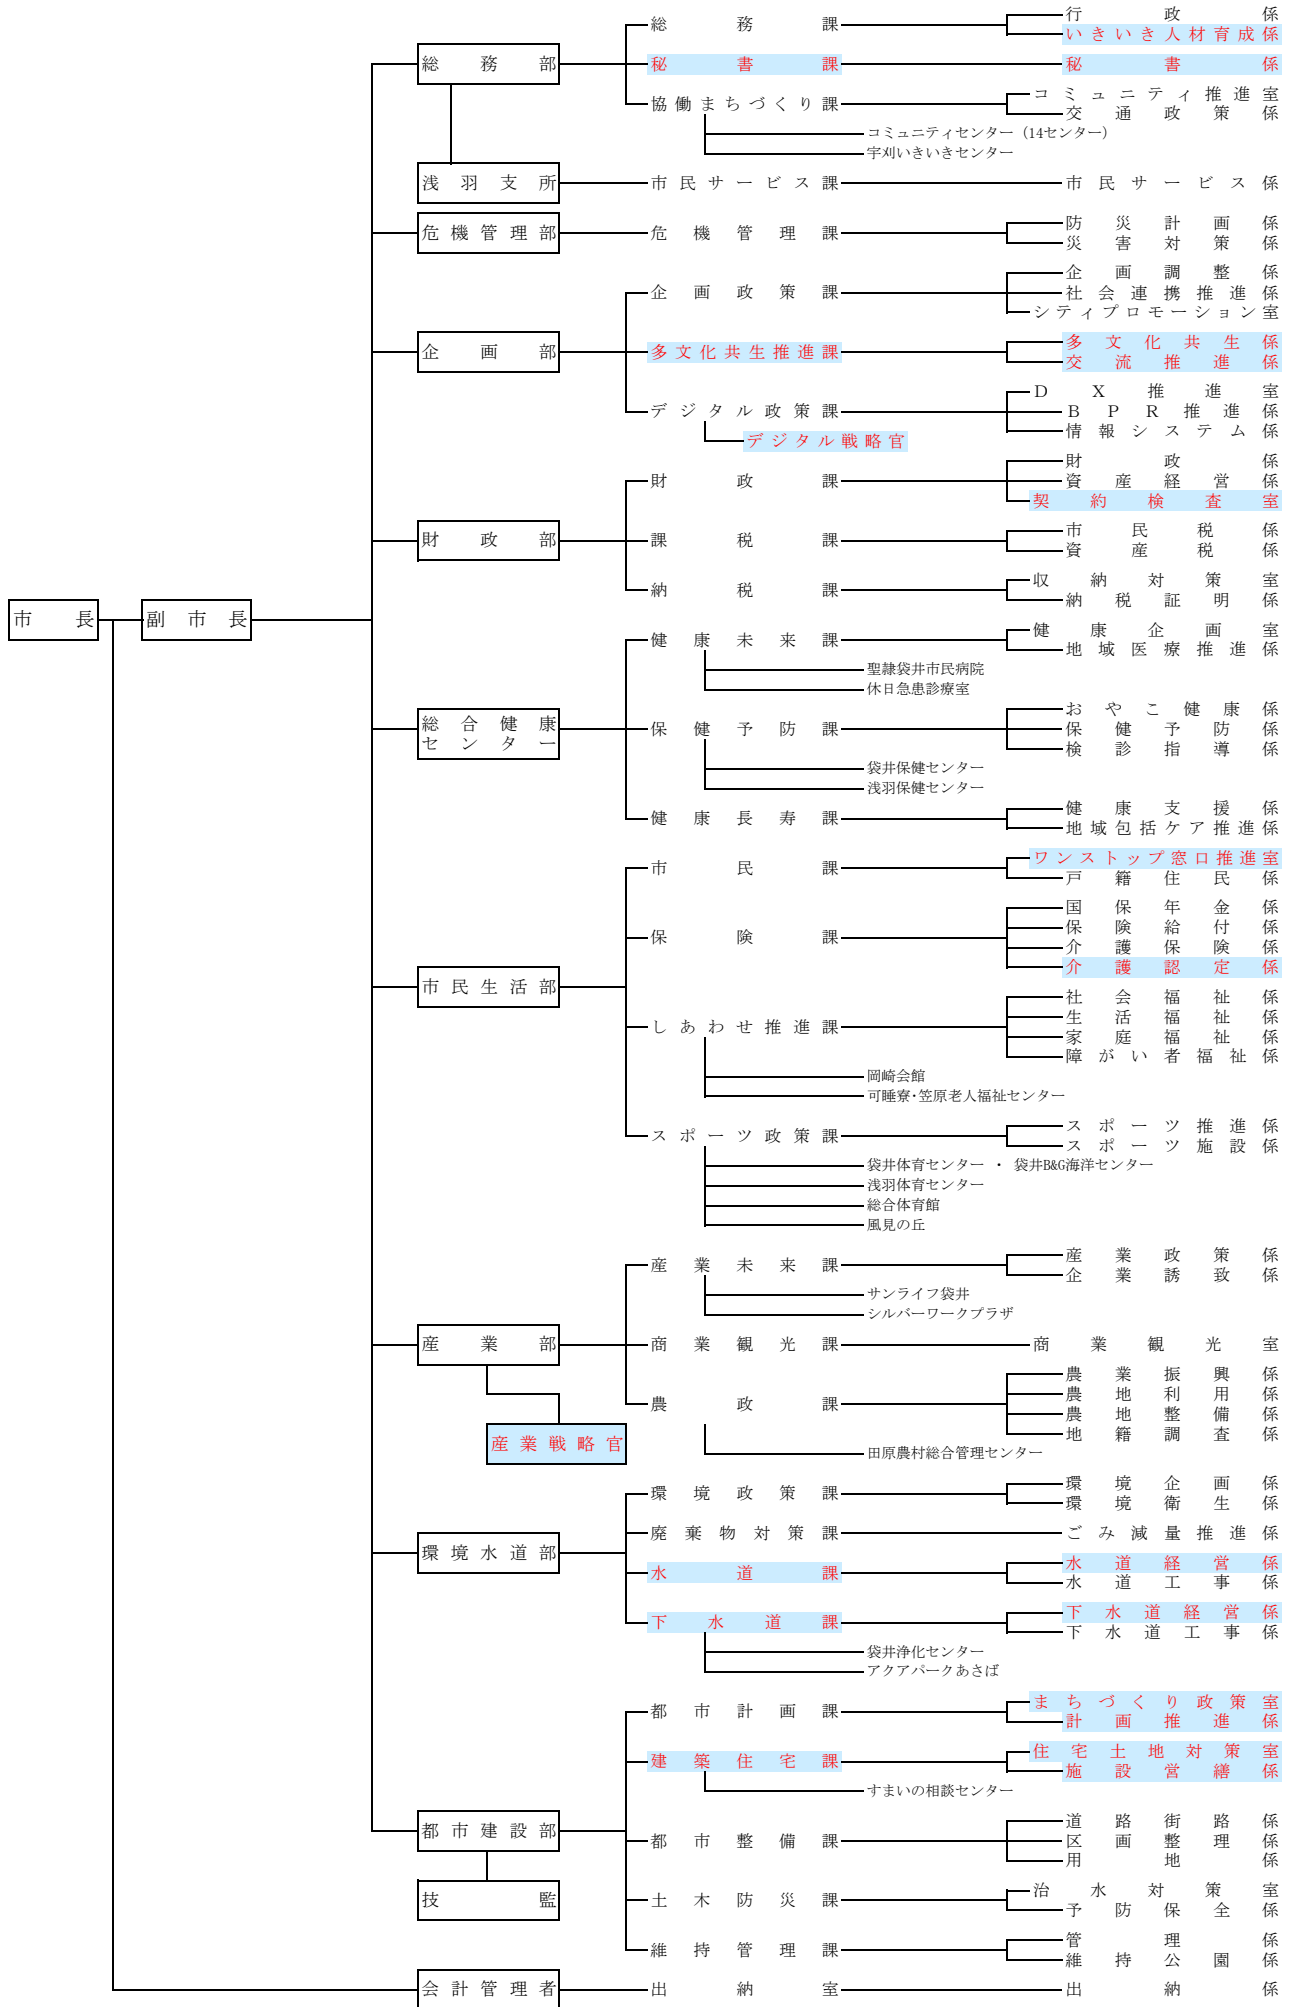 総務課 行政係
いきいき人材育成係
総務部 秘書課 秘書係
協働まちづくり課 コミュニティ推進室
交通政策係
コミュニティセンター(14センター)
宇刈いきいきセンター
浅羽支所 市民サービス課 市民サービス係
危機管理部 危機管理課 防災計画係
災害対策係
企画政策課 企画調整係
社会連携推進係
シティプロモーション室
企画部 多文化共生推進課 多文化共生係
交流推進係
デジタル政策課 DX推進室
BPR推進係
情報システム係
デジタル戦略官
財政課 財政係
資産経営係
契約検査室
財政部 課税課 市民税係
資産税係
納税課 収納対策室
納税証明係
市長 副市長
健康未来課 健康企画室
地域医療推進係
聖隷袋井市民病院
休日急患診療室
総合健康
センター 保健予防課 おやこ健康係
保健予防係
検診指導係
袋井保健センター
浅羽保健センター
健康長寿課 健康支援係
地域包括ケア推進係
市民課 ワンストップ窓口推進室
戸籍住民係
保険課 国保年金係
保険給付係
介護保険係
介護認定係
市民生活部
しあわせ推進課 社会福祉係
生活福祉係
家庭福祉係
障がい者福祉係
岡崎会館
可睡寮・笠原老人福祉センター
スポーツ政策課 スポーツ推進係
スポーツ施設係
袋井体育センター ・ 袋井B&G海洋センター
浅羽体育センター
総合体育館
風見の丘
産業未来課 産業政策係
企業誘致係
サンライフ袋井
シルバーワークプラザ
産業部 商業観光課 商業観光室
農政課 農業振興係
農地利用係
農地整備係
地籍調査係
産業戦略官
田原農村総合管理センター
環境政策課 環境企画係
環境衛生係
廃棄物対策課 ごみ減量推進係
環境水道部
水道課 水道経営係
水道工事係
下水道課 下水道経営係
下水道工事係
袋井浄化センター
アクアパークあさば
都市計画課 まちづくり政策室
計画推進係
建築住宅課 住宅土地対策室
施設営繕係
すまいの相談センター
都市建設部
都市整備課 道路街路係
区画整理係
用地係
技監
土木防災課 治水対策室
予防保全係
維持管理課 管理係
維持公園係
会計管理者 出納室 出納係